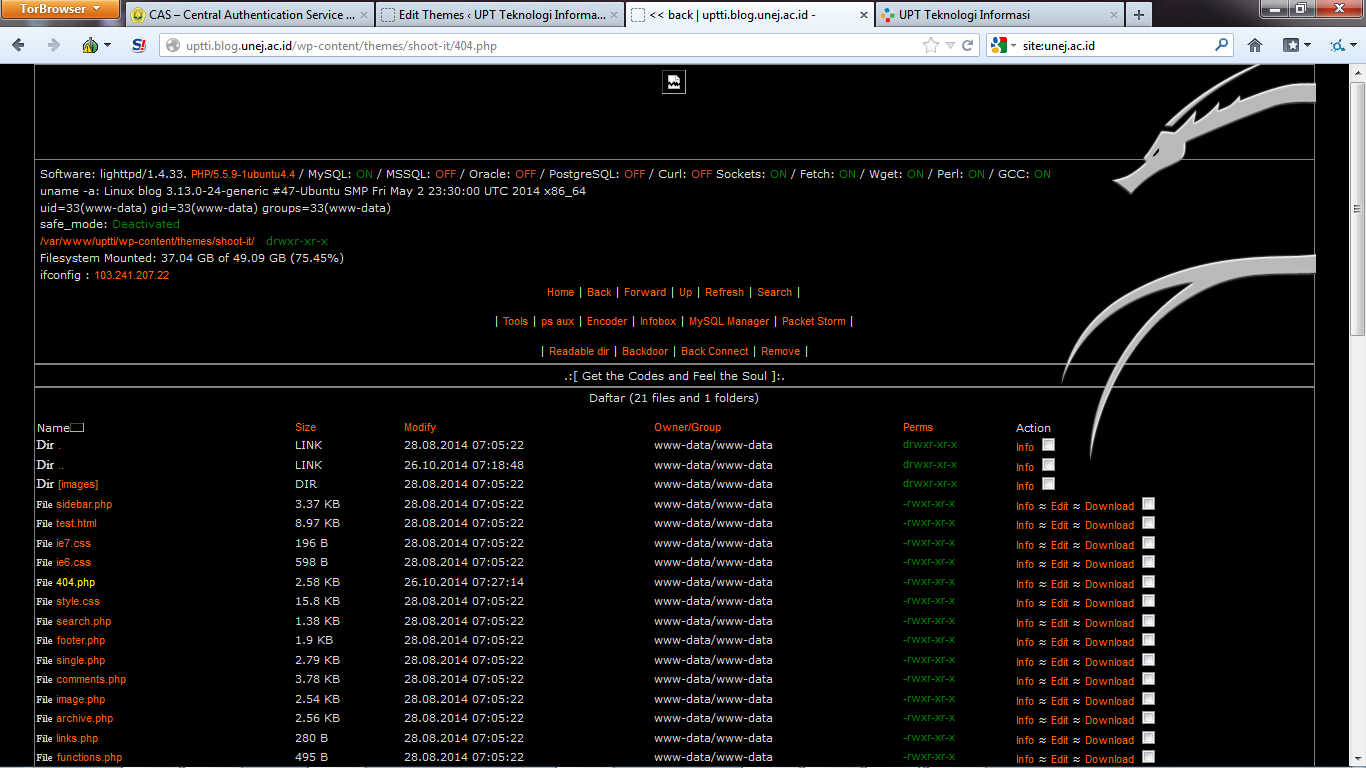 TorBrowser
CAS – Central Authentication Service ...
Edit Themes ‹ UPT Teknologi Informa...
<< back | uptti.blog.unej.ac.id -
UPT Teknologi Informasi
uptti.blog.unej.ac.id/wp-content/themes/shoot-it/404.php
site:unej.ac.id
Software: lighttpd/1.4.33. PHP/5.5.9-1ubuntu4.4 / MySQL: ON / MSSQL: OFF / Oracle: OFF / PostgreSQL: OFF / Curl: OFF Sockets: ON / Fetch: ON / Wget: ON / Perl: ON / GCC: ON
uname -a: Linux blog 3.13.0-24-generic #47-Ubuntu SMP Fri May 2 23:30:00 UTC 2014 x86_64
uid=33(www-data) gid=33(www-data) groups=33(www-data)
safe_mode: Deactivated
/var/www/uptti/wp-content/themes/shoot-it/ drwxr-xr-x
Filesystem Mounted: 37.04 GB of 49.09 GB (75.45%)
ifconfig : 103.241.207.22
Home | Back | Forward | Up | Refresh | Search |
| Tools | ps aux | Encoder | Infobox | MySQL Manager | Packet Storm |
| Readable dir | Backdoor | Back Connect | Remove |
.:[ Get the Codes and Feel the Soul ]:.
Daftar (21 files and 1 folders)
Name Size Modify Owner/Group Perms Action
Dir . LINK 28.08.2014 07:05:22 www-data/www-data drwxr-xr-x Info
Dir .. LINK 26.10.2014 07:18:48 www-data/www-data drwxr-xr-x Info
Dir [images] DIR 28.08.2014 07:05:22 www-data/www-data drwxr-xr-x Info
File sidebar.php 3.37 KB 28.08.2014 07:05:22 www-data/www-data -rwxr-xr-x Info ≈ Edit ≈ Download
File test.html 8.97 KB 28.08.2014 07:05:22 www-data/www-data -rwxr-xr-x Info ≈ Edit ≈ Download
File ie7.css 196 B 28.08.2014 07:05:22 www-data/www-data -rwxr-xr-x Info ≈ Edit ≈ Download
File ie6.css 598 B 28.08.2014 07:05:22 www-data/www-data -rwxr-xr-x Info ≈ Edit ≈ Download
File 404.php 2.58 KB 26.10.2014 07:27:14 www-data/www-data -rwxr-xr-x Info ≈ Edit ≈ Download
File style.css 15.8 KB 28.08.2014 07:05:22 www-data/www-data -rwxr-xr-x Info ≈ Edit ≈ Download
File search.php 1.38 KB 28.08.2014 07:05:22 www-data/www-data -rwxr-xr-x Info ≈ Edit ≈ Download
File footer.php 1.9 KB 28.08.2014 07:05:22 www-data/www-data -rwxr-xr-x Info ≈ Edit ≈ Download
File single.php 2.79 KB 28.08.2014 07:05:22 www-data/www-data -rwxr-xr-x Info ≈ Edit ≈ Download
File comments.php 3.78 KB 28.08.2014 07:05:22 www-data/www-data -rwxr-xr-x Info ≈ Edit ≈ Download
File image.php 2.54 KB 28.08.2014 07:05:22 www-data/www-data -rwxr-xr-x Info ≈ Edit ≈ Download
File archive.php 2.56 KB 28.08.2014 07:05:22 www-data/www-data -rwxr-xr-x Info ≈ Edit ≈ Download
File links.php 280 B 28.08.2014 07:05:22 www-data/www-data -rwxr-xr-x Info ≈ Edit ≈ Download
File functions.php 495 B 28.08.2014 07:05:22 www-data/www-data -rwxr-xr-x Info ≈ Edit ≈ Download